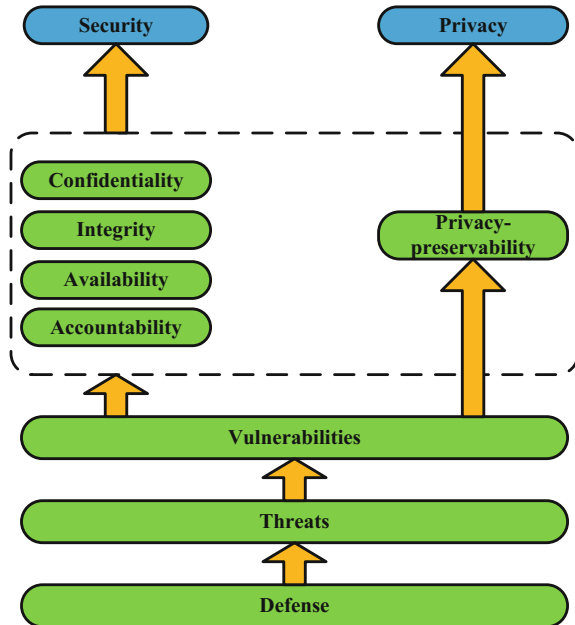 Security
Privacy
Confidentiality
Integrity
Privacy-
preservability
Availability
Accountability
Vulnerabilities
Threats
Defense